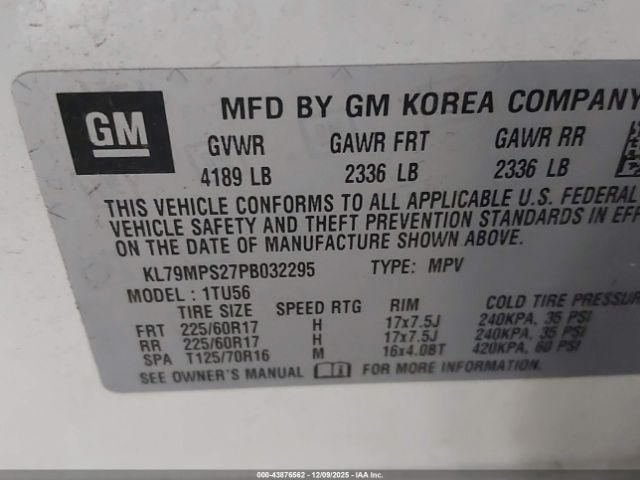 GM
MFD BY GM KOREA COMPANY
GVWR GAWR FRT GAWR RR
4189 LB 2336 LB 2336 LB
THIS VEHICLE CONFORMS TO ALL APPLICABLE U.S. FEDERAL
VEHICLE SAFETY AND THEFT PREVENTION STANDARDS IN EFF
ON THE DATE OF MANUFACTURE SHOWN ABOVE.
KL79MPS27PB032295 TYPE: MPV
MODEL : 1TU56
TIRE SIZE SPEED RTG RIM COLD TIRE PRESSUR
FRT 225/60R17 H 17x7.5J 240KPA, 35 PSI
RR 225/60R17 H 17x7.5J 240KPA, 35 PSI
SPA T125/70R16 M 16x4.0BT 420KPA, 60 PSI
SEE OWNER'S MANUAL FOR MORE INFORMATION.
000-43876562 - 12/09/2025 - IAA Inc.